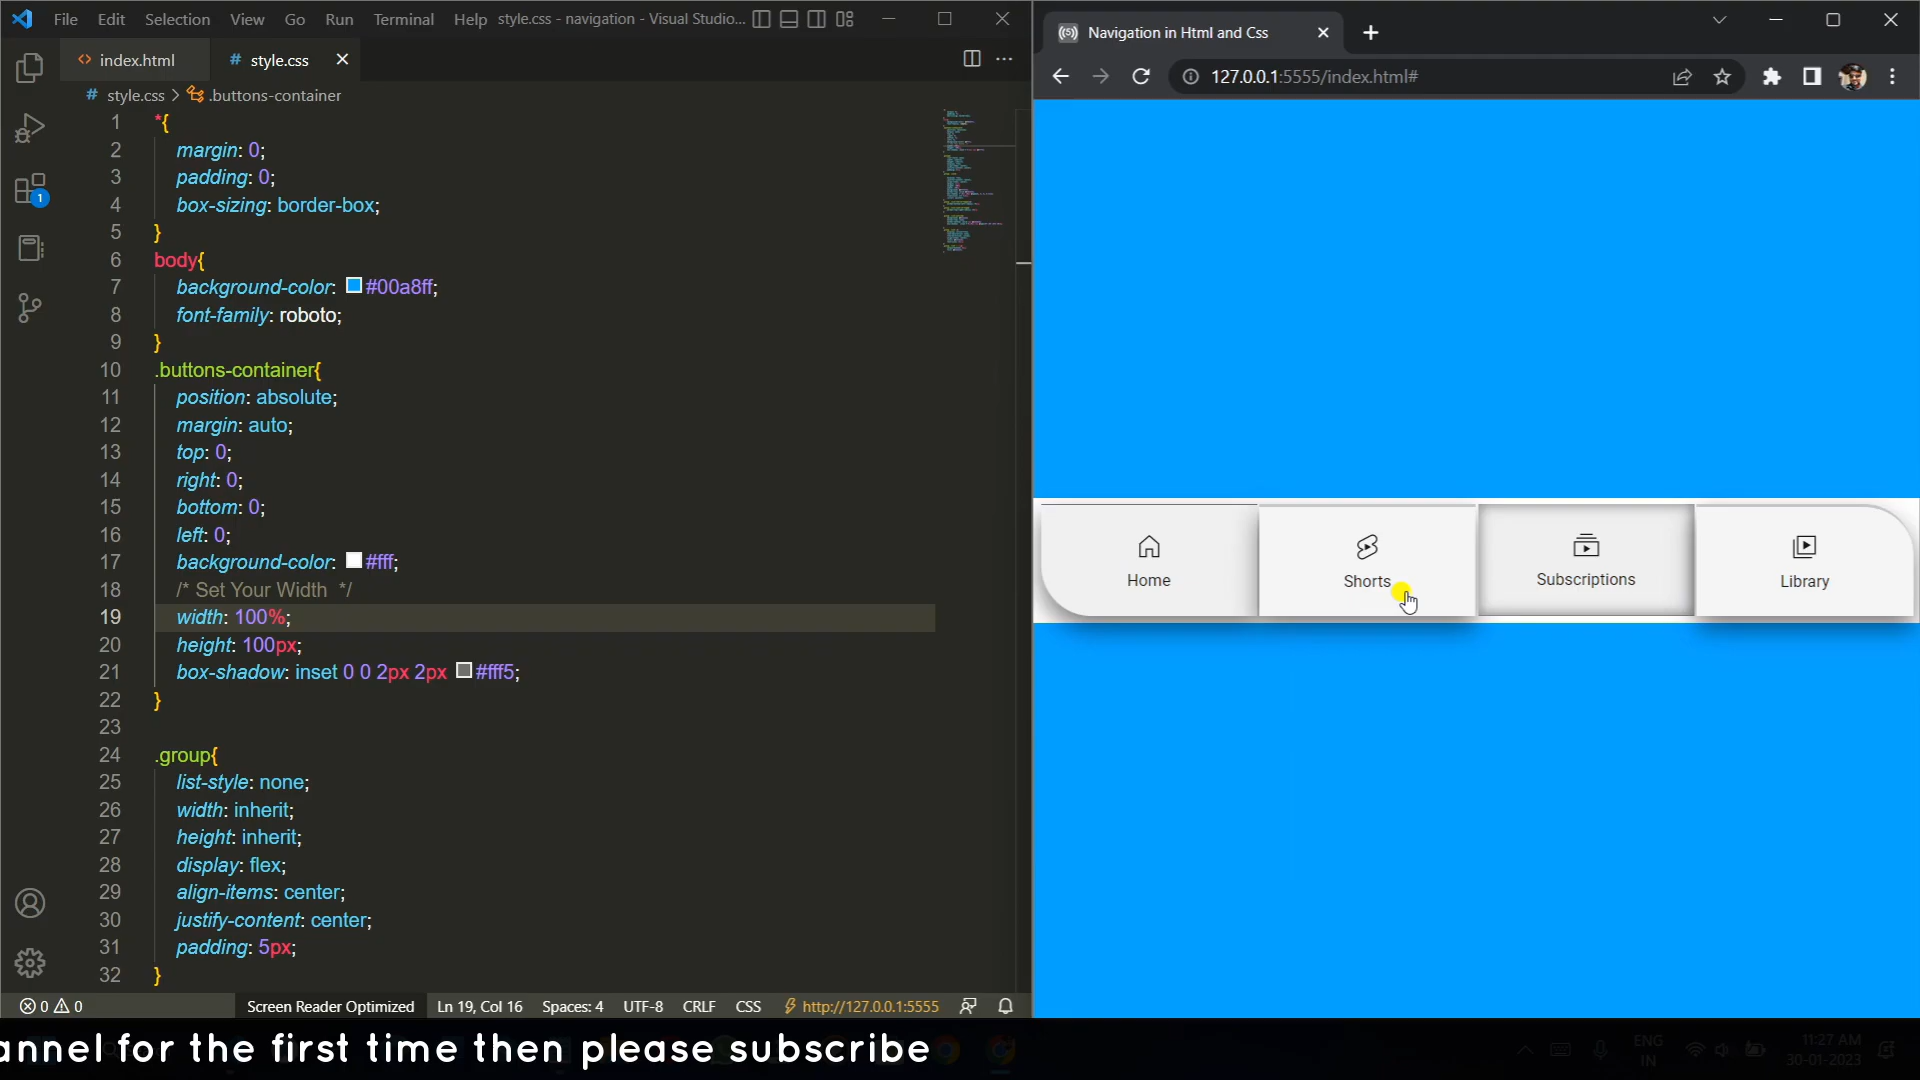 File Edit Selection View Go Run Terminal Help style.css - navigation - Visual Studio...
index.html
# style.css
# style.css > .buttons-container
1 *{
2 margin: 0;
3 padding: 0;
4 box-sizing: border-box;
5 }
6 body{
7 background-color: #00a8ff;
8 font-family: roboto;
9 }
10 .buttons-container{
11 position: absolute;
12 margin: auto;
13 top: 0;
14 right: 0;
15 bottom: 0;
16 left: 0;
17 background-color: #fff;
18 /* Set Your Width */
19 width: 100%;
20 height: 100px;
21 box-shadow: inset 0 0 2px 2px #fff5;
22 }
23
24 .group{
25 list-style: none;
26 width: inherit;
27 height: inherit;
28 display: flex;
29 align-items: center;
30 justify-content: center;
31 padding: 5px;
32 }
1
0 0 Screen Reader Optimized Ln 19, Col 16 Spaces: 4 UTF-8 CRLF CSS http://127.0.0.1:5555
Navigation in Html and Css
127.0.0.1:5555/index.html#
Home
Shorts
Subscriptions
Library
annel for the first time then please subscribe
ENG
IN
11:27 AM
30-01-2023